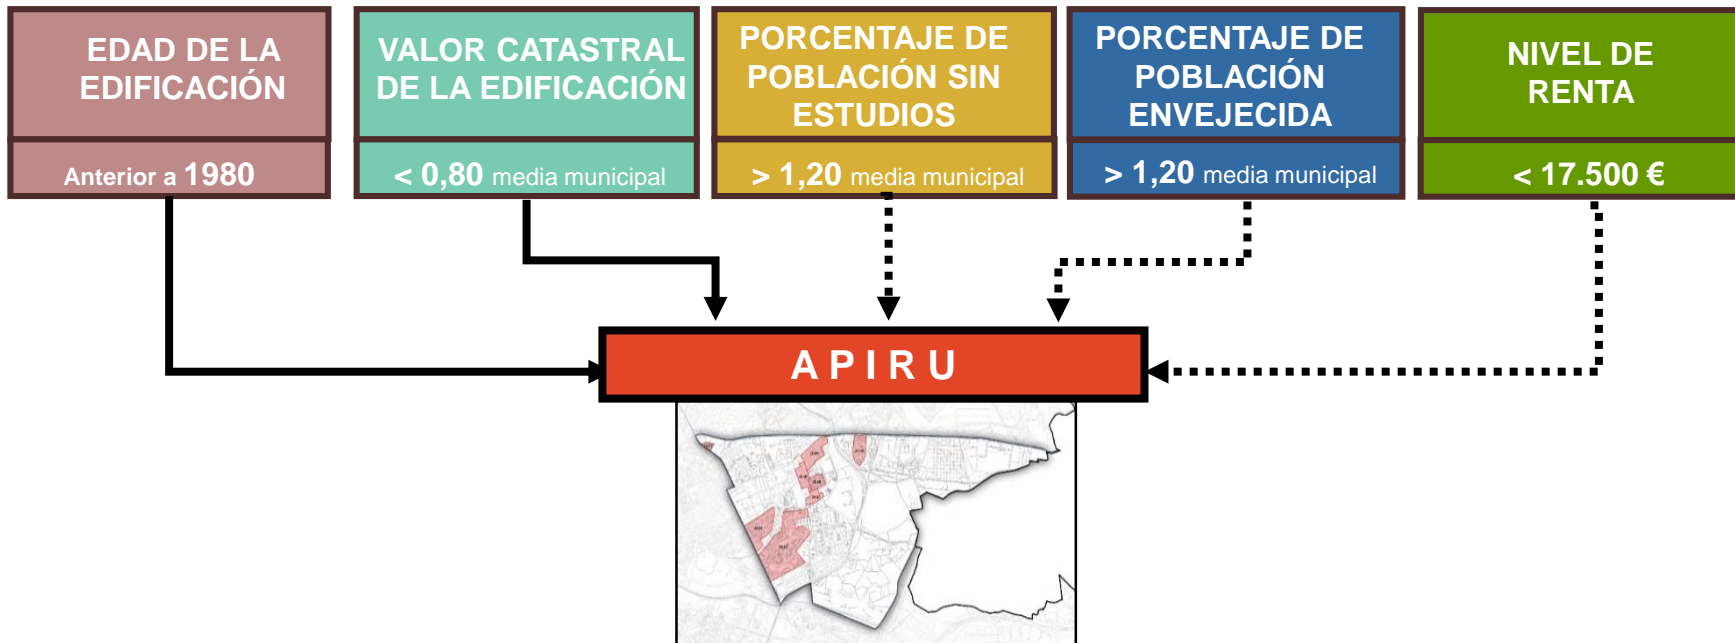 EDAD DE LA
EDIFICACIÓN
Anterior a 1980
VALOR CATASTRAL
DE LA EDIFICACIÓN
< 0,80 media municipal
PORCENTAJE DE
POBLACIÓN SIN
ESTUDIOS
> 1,20 media municipal
PORCENTAJE DE
POBLACIÓN
ENVEJECIDA
> 1,20 media municipal
NIVEL DE
RENTA
< 17.500 €
A P I R U